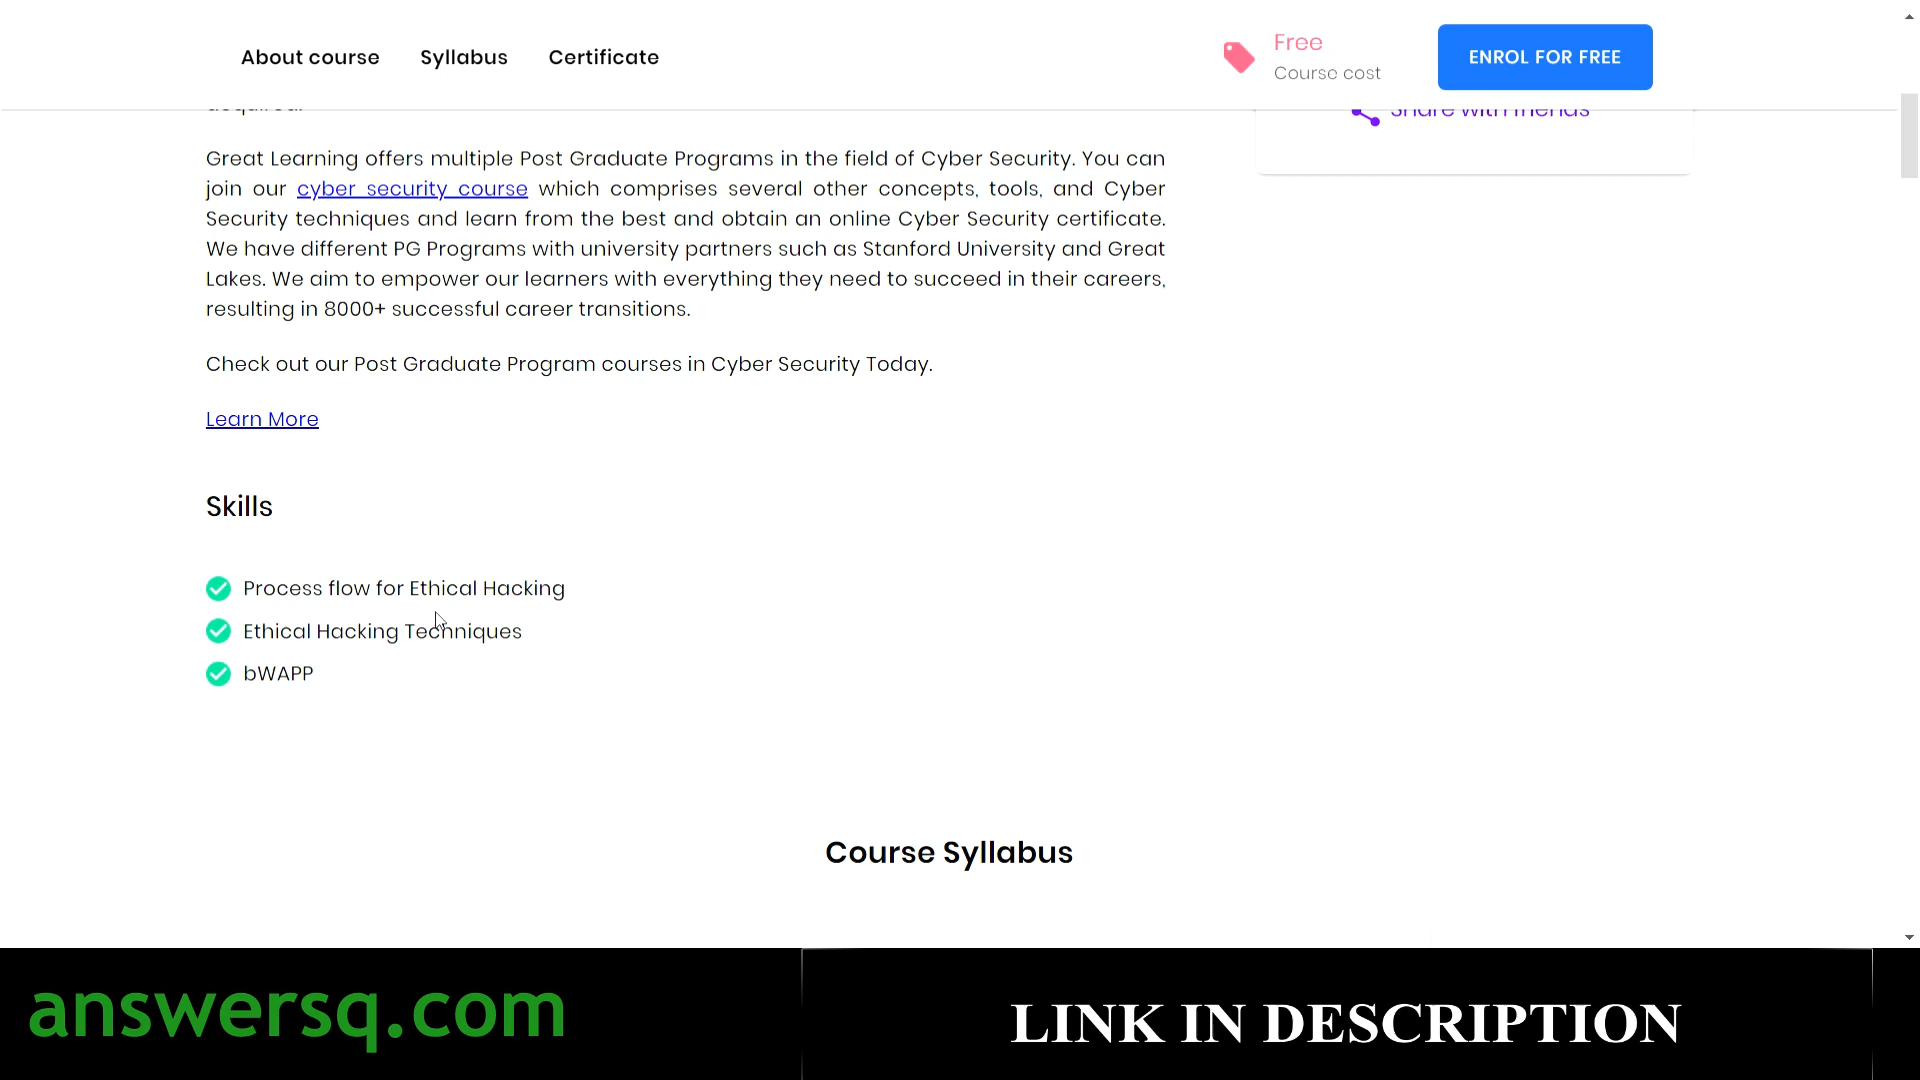 About course Syllabus Certificate
Free
Course cost
ENROL FOR FREE
acquired.
Share with friends
Great Learning offers multiple Post Graduate Programs in the field of Cyber Security. You can
join our cyber security course which comprises several other concepts, tools, and Cyber
Security techniques and learn from the best and obtain an online Cyber Security certificate.
We have different PG Programs with university partners such as Stanford University and Great
Lakes. We aim to empower our learners with everything they need to succeed in their careers,
resulting in 8000+ successful career transitions.
Check out our Post Graduate Program courses in Cyber Security Today.
Learn More
Skills
Process flow for Ethical Hacking
Ethical Hacking Techniques
bWAPP
Course Syllabus
answersq.com
LINK IN DESCRIPTION